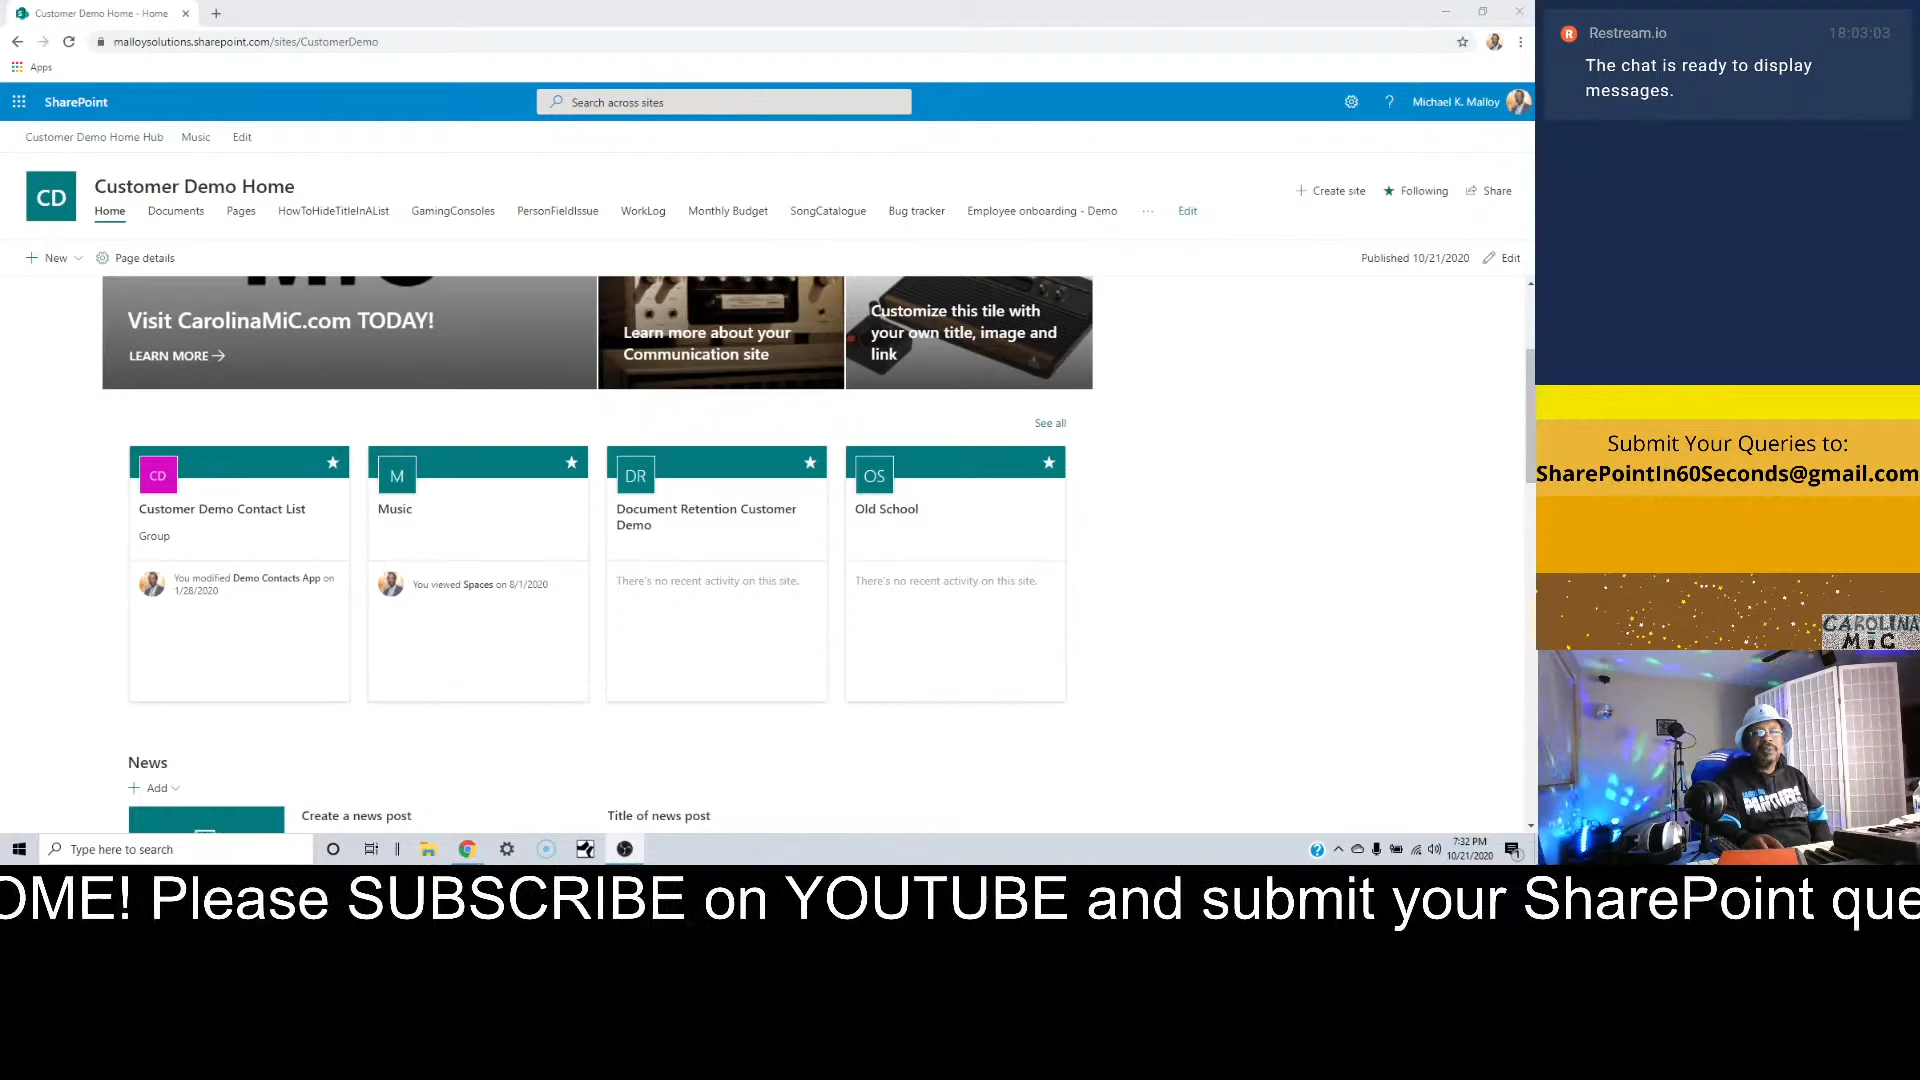 Customer Demo Home - Home
malloysolutions.sharepoint.com/sites/CustomerDemo
Apps
SharePoint
Search across sites
Michael K. Malloy
Customer Demo Home Hub Music Edit
CD
Customer Demo Home
Home Documents Pages HowToHideTitleInAList GamingConsoles PersonFieldIssue WorkLog Monthly Budget SongCatalogue Bug tracker Employee onboarding - Demo ... Edit
Create site Following Share
New Page details
Published 10/21/2020 Edit
Visit CarolinaMiC.com TODAY!
LEARN MORE
Learn more about your
Communication site
Customize this tile with
your own title, image and
link
See all
CD
Customer Demo Contact List
Group
You modified Demo Contacts App on
1/28/2020
M
Music
You viewed Spaces on 8/1/2020
DR
Document Retention Customer
Demo
There's no recent activity on this site.
OS
Old School
There's no recent activity on this site.
News
Add
Create a news post
Title of news post
Type here to search
7:32 PM
10/21/2020
1
R Restream.io 18:03:03
The chat is ready to display
messages.
Submit Your Queries to:
SharePointIn60Seconds@gmail.com
CAROLINA
MiC
PANTHERS
OME! Please SUBSCRIBE on YOUTUBE and submit your SharePoint que